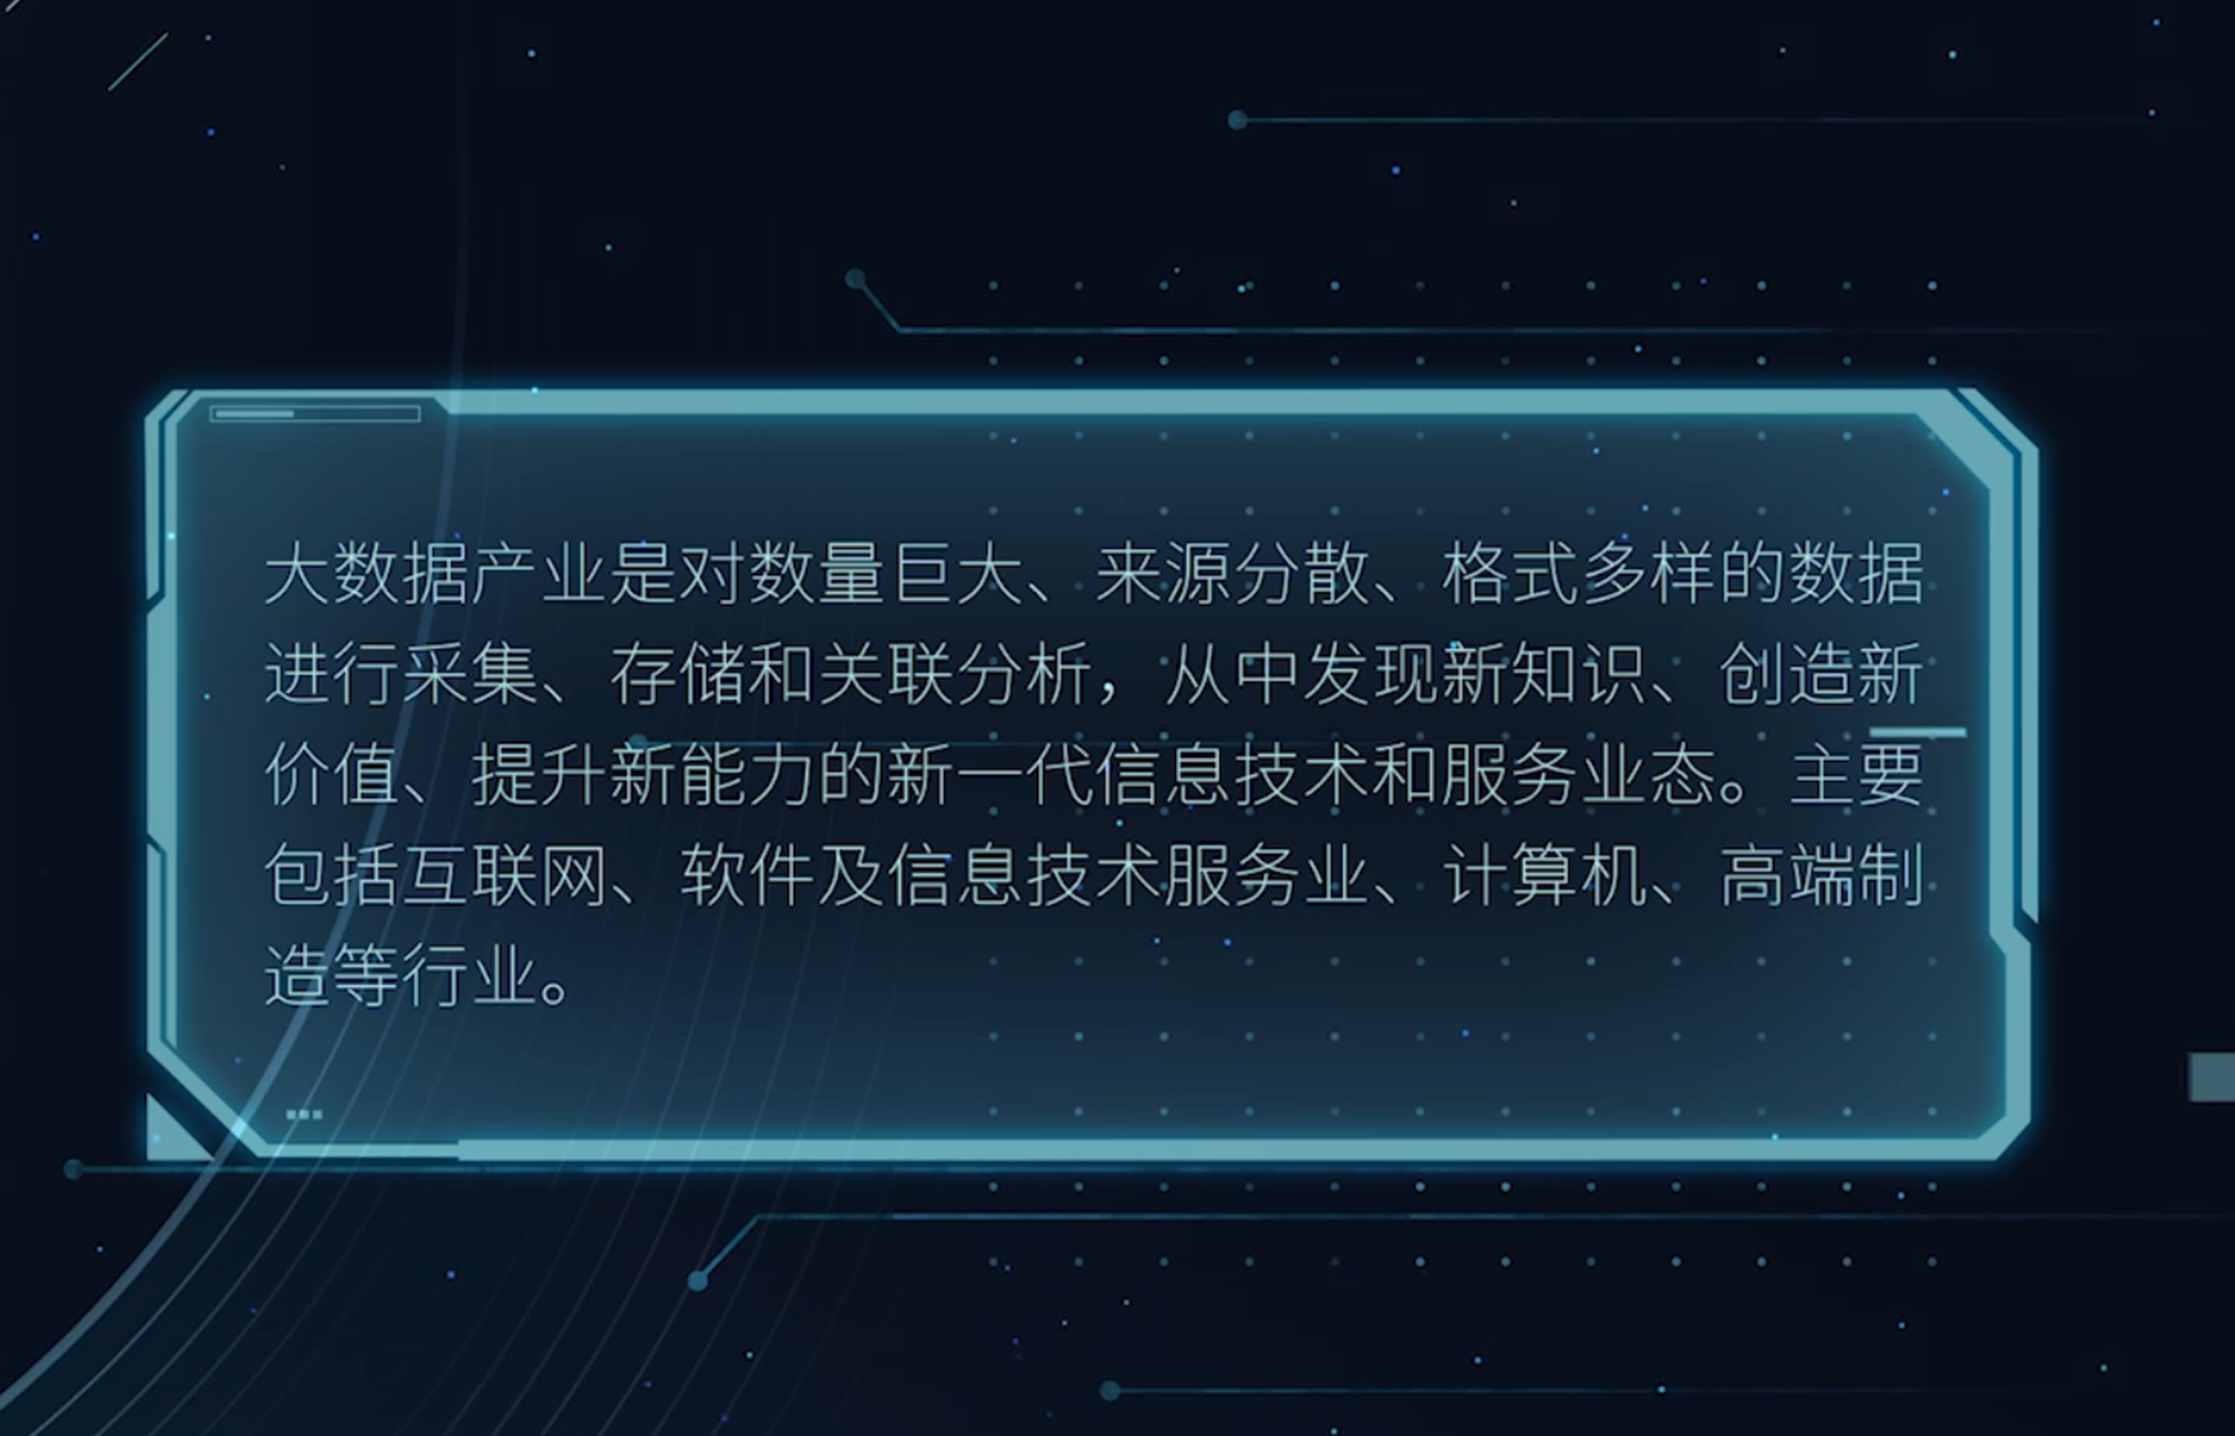 大数据产业是对数量巨大、来源分散、格式多样的数据
进行采集、存储和关联分析，从中发现新知识、创造新
价值、提升新能力的新一代信息技术和服务业态。主要
包括互联网、软件及信息技术服务业、计算机、高端制
造等行业。